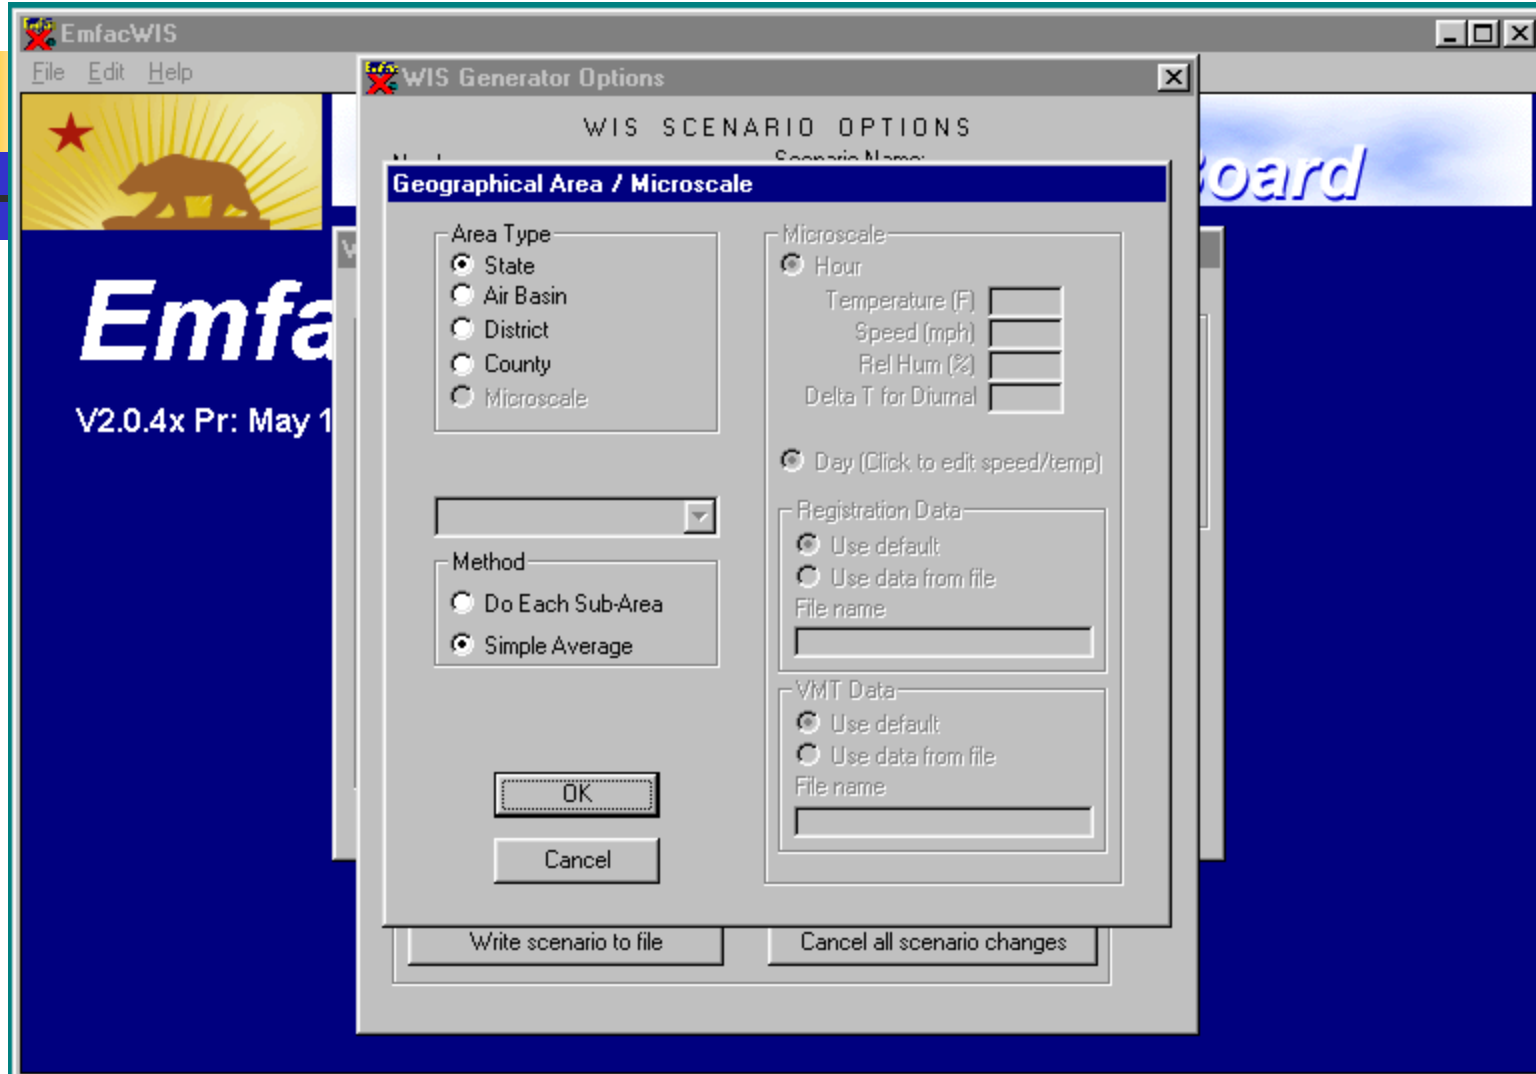 EmfacWIS
File Edit Help
WIS Generator Options
WIS SCENARIO OPTIONS
Scenario Name:
Geographical Area / Microscale
oard
Emfa
V2.0.4x Pr: May 1
Area Type
State
Air Basin
District
County
Microscale
Method
Do Each Sub-Area
Simple Average
OK
Cancel
Microscale
Hour
Temperature (F)
Speed (mph)
Rel Hum (%)
Delta T for Diurnal
Day (Click to edit speed/temp)
Registration Data
Use default
Use data from file
File name
VMT Data
Use default
Use data from file
File name
Write scenario to file
Cancel all scenario changes